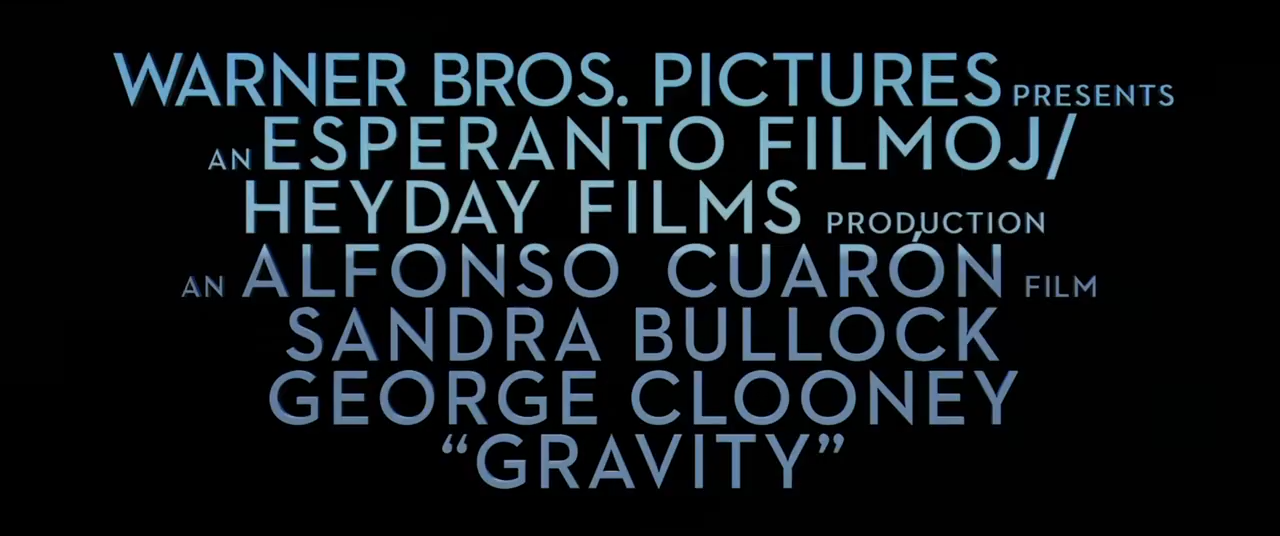 WARNER BROS. PICTURES PRESENTS
AN ESPERANTO FILMOJ/
HEYDAY FILMS PRODUCTION
AN ALFONSO CUARÓN FILM
SANDRA BULLOCK
GEORGE CLOONEY
“GRAVITY”